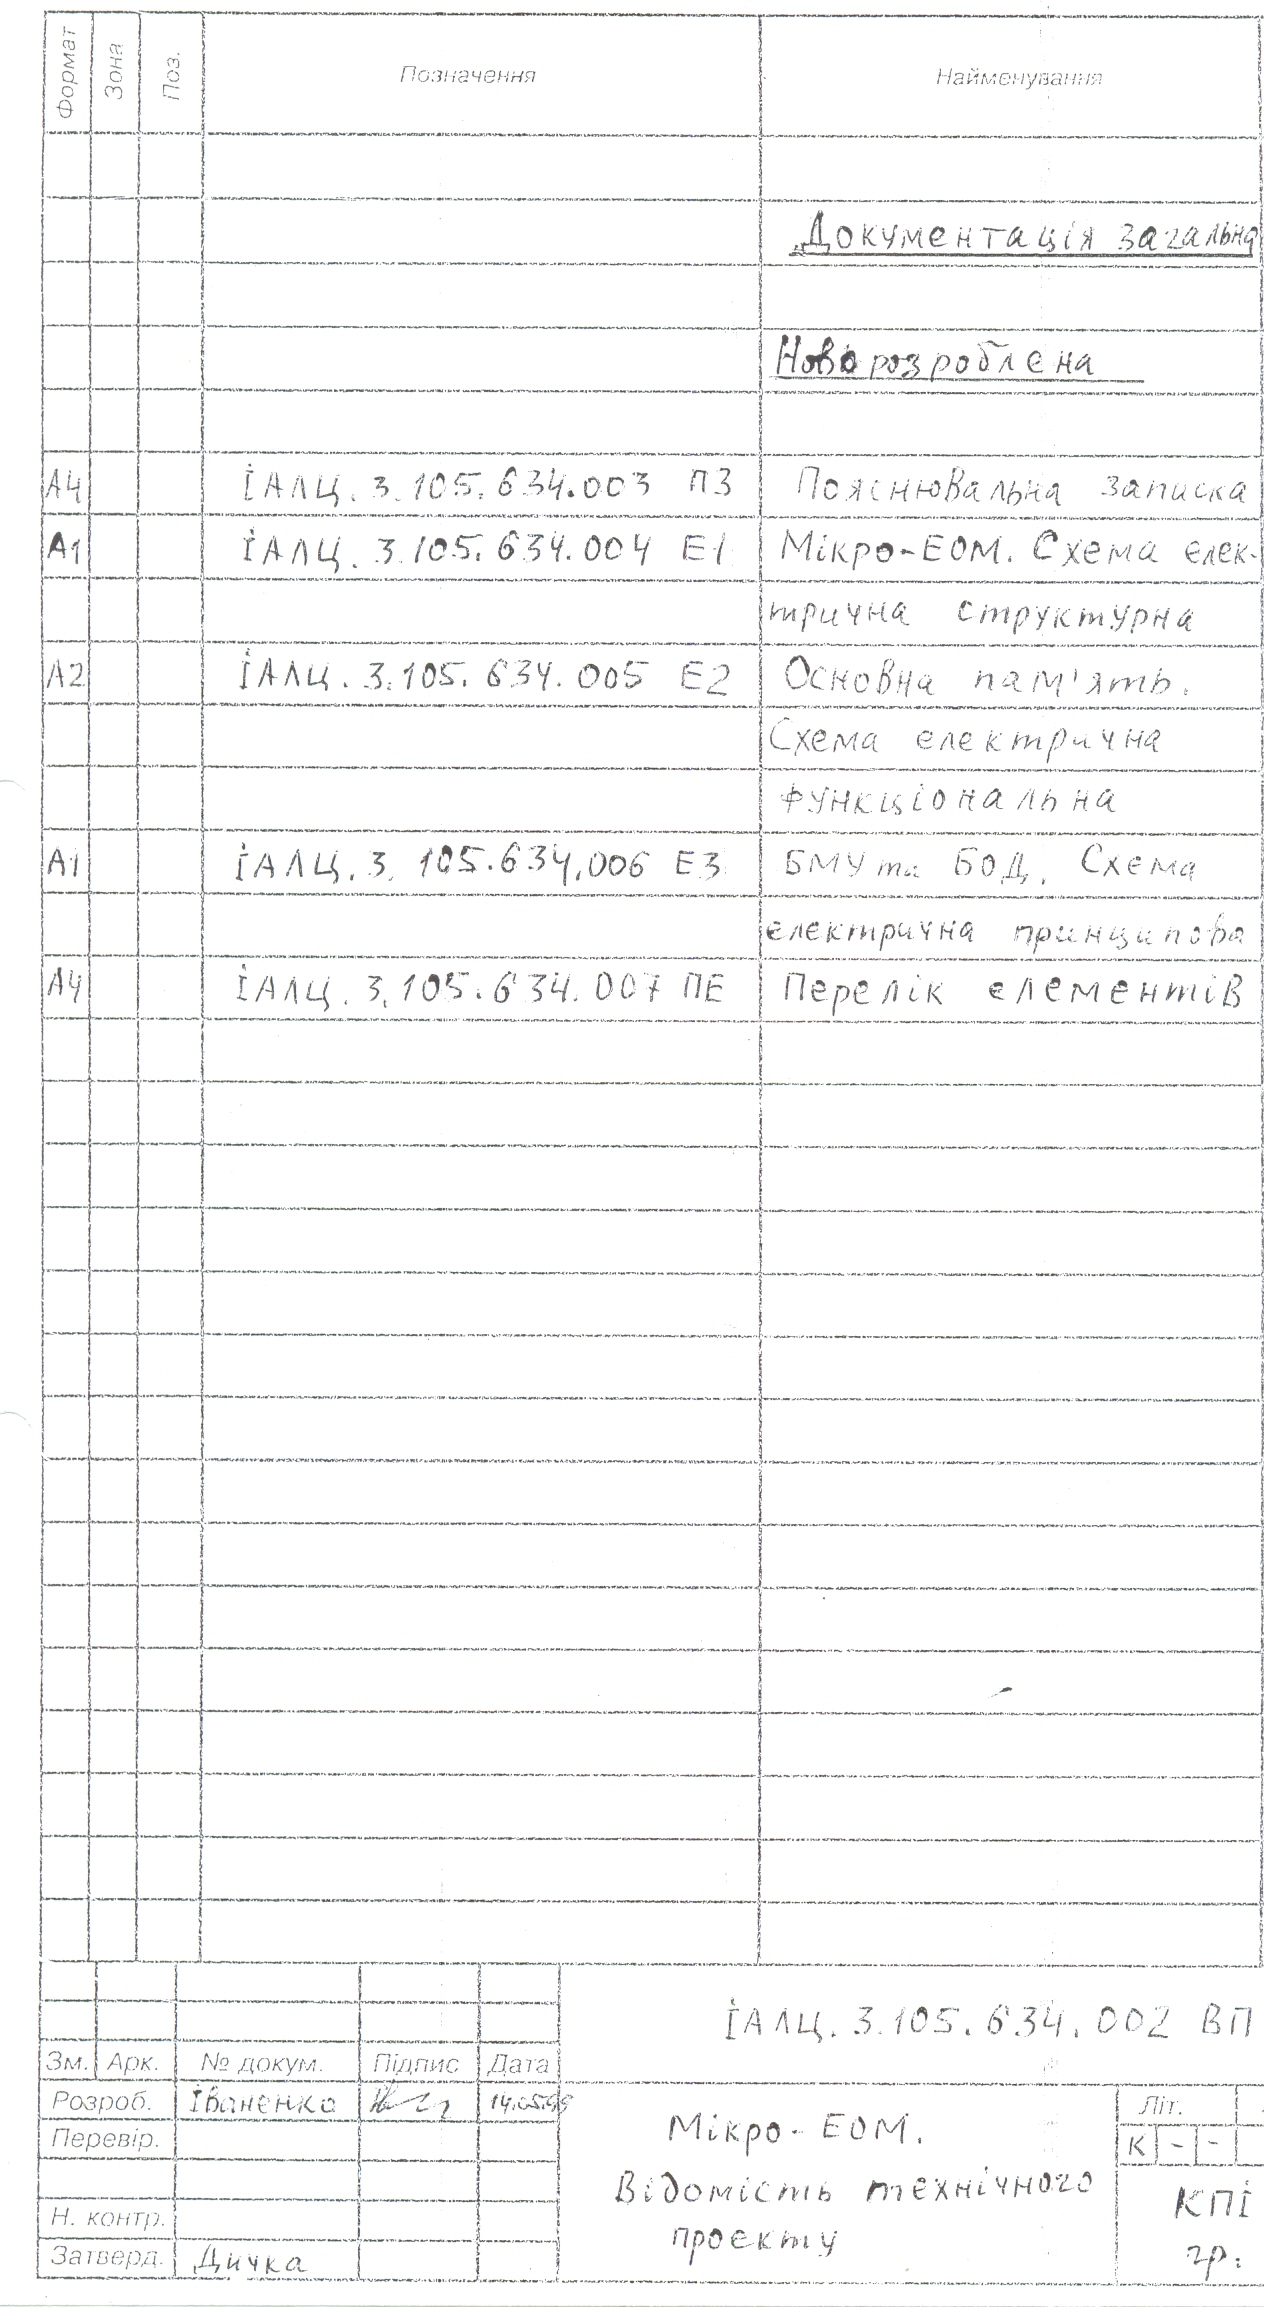 Формат Зона Поз. Позначення Найменування
Документація загальна
Новорозроблена
А4 ІАЛЦ.3.105.634.003 ПЗ Пояснювальна записка
А1 ІАЛЦ.3.105.634.004 Е1 Мікро-ЕОМ. Схема елек-
трична структурна
А2 ІАЛЦ.3.105.634.005 Е2 Основна пам'ять.
Схема електрична
функціональна
А1 ІАЛЦ.3.105.634.006 Е3 БМУ та БОД. Схема
електрична принципова
А4 ІАЛЦ.3.105.634.007 ПЕ Перелік елементів
ІАЛЦ.3.105.634.002 ВП
Зм. Арк. № докум. Підпис Дата
Розроб. Іваненко 14.05.99
Перевір.
Н. контр.
Затверд. Дичка
Мікро-ЕОМ.
Відомість технічного
проєкту
Літ.
К - -
КПІ
гр.